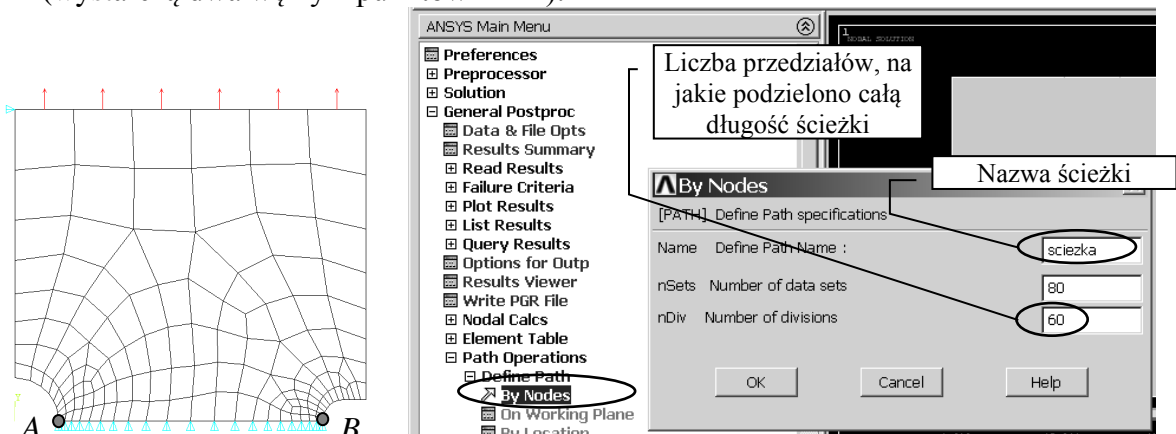 ANSYS Main Menu
Preferences
Preprocessor
Solution
General Postproc
Data & File Opts
Results Summary
Read Results
Failure Criteria
Plot Results
List Results
Query Results
Options for Outp
Results Viewer
Write PGR File
Nodal Calcs
Element Table
Path Operations
Define Path
By Nodes
On Working Plane
By Location
1
NODAL SOLUTION
Liczba przedziałów, na
jakie podzielono całą
długość ścieżki
Nazwa ścieżki
By Nodes
[PATH] Define Path specifications
Name Define Path Name :
sciezka
nSets Number of data sets
80
nDiv Number of divisions
60
OK Cancel Help
A B